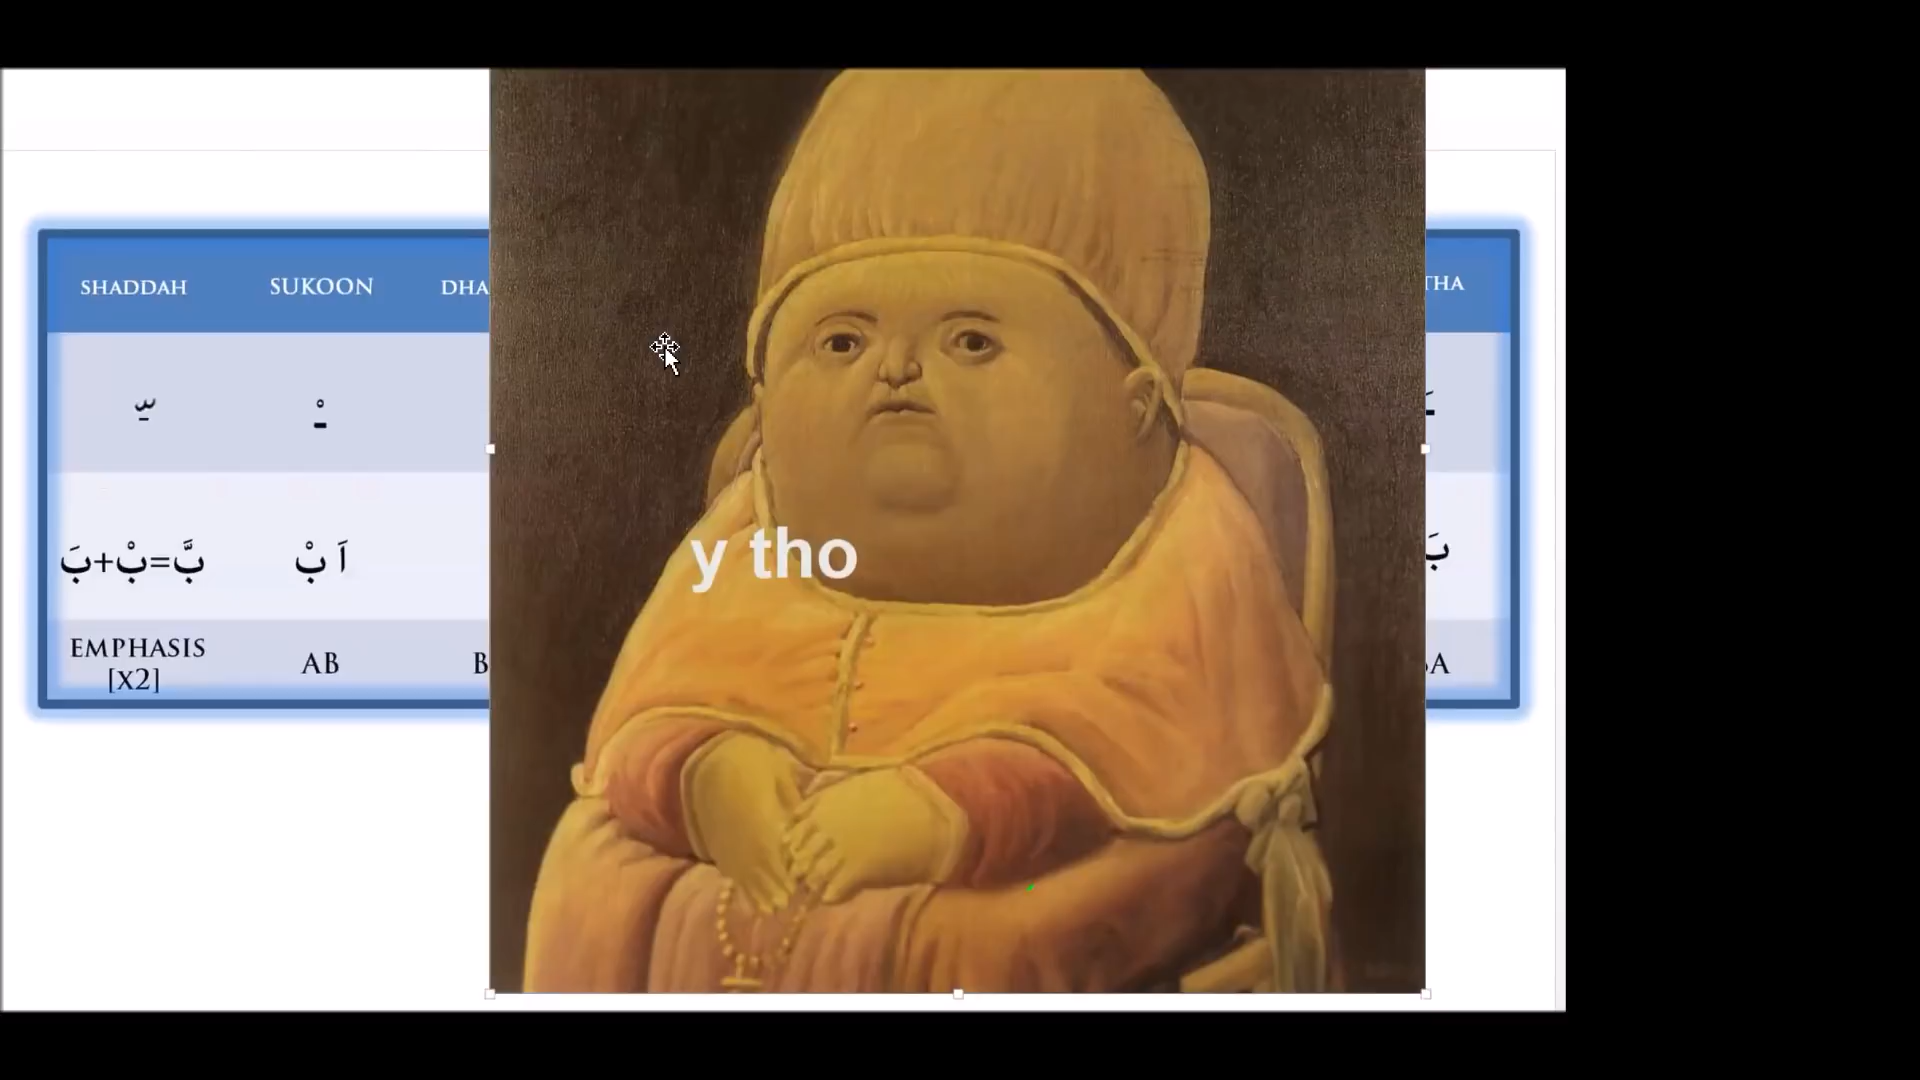 SHADDAH SUKOON DHA THA
ـّ ـْ ـَ
بَ+بْ=بَّ اَ بْ بَ
y tho
EMPHASIS AB B A
[X2]